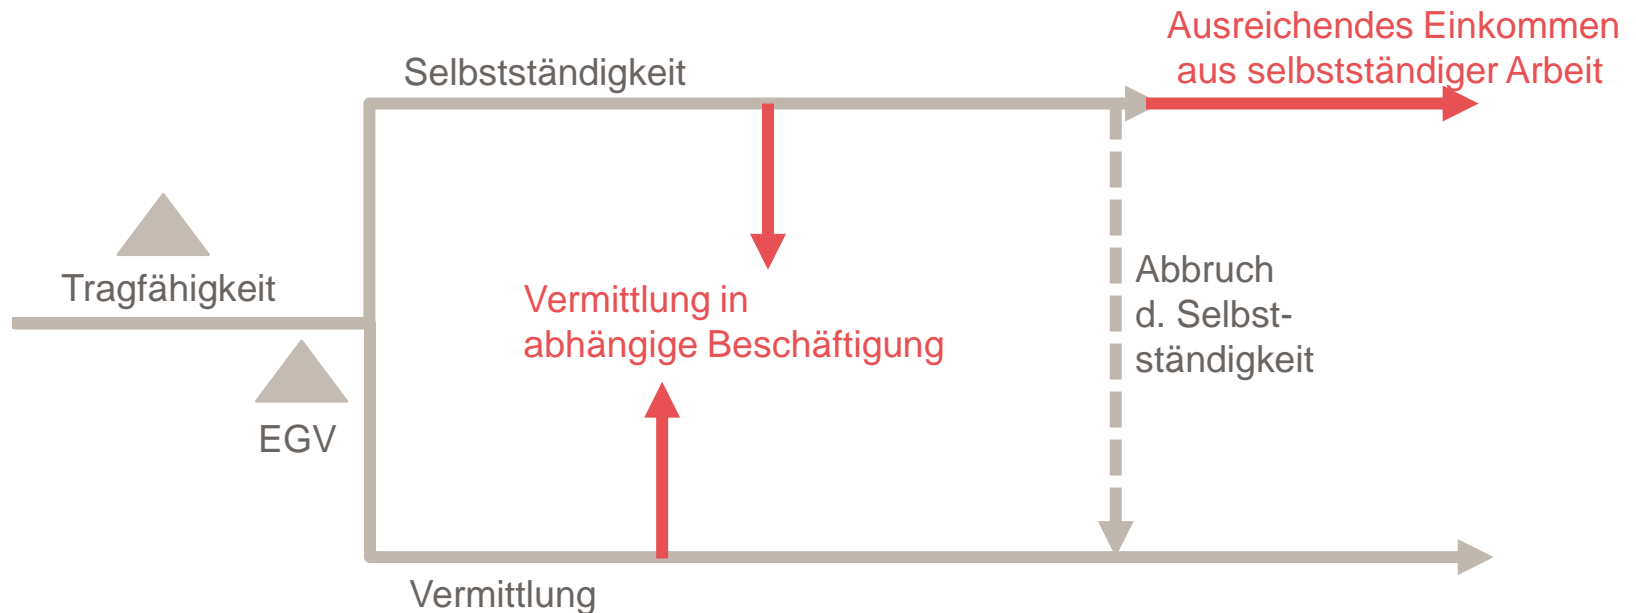 Ausreichendes Einkommen
aus selbstständiger Arbeit
Selbstständigkeit
Tragfähigkeit
EGV
Vermittlung in
abhängige Beschäftigung
Abbruch
d. Selbst-
ständigkeit
Vermittlung